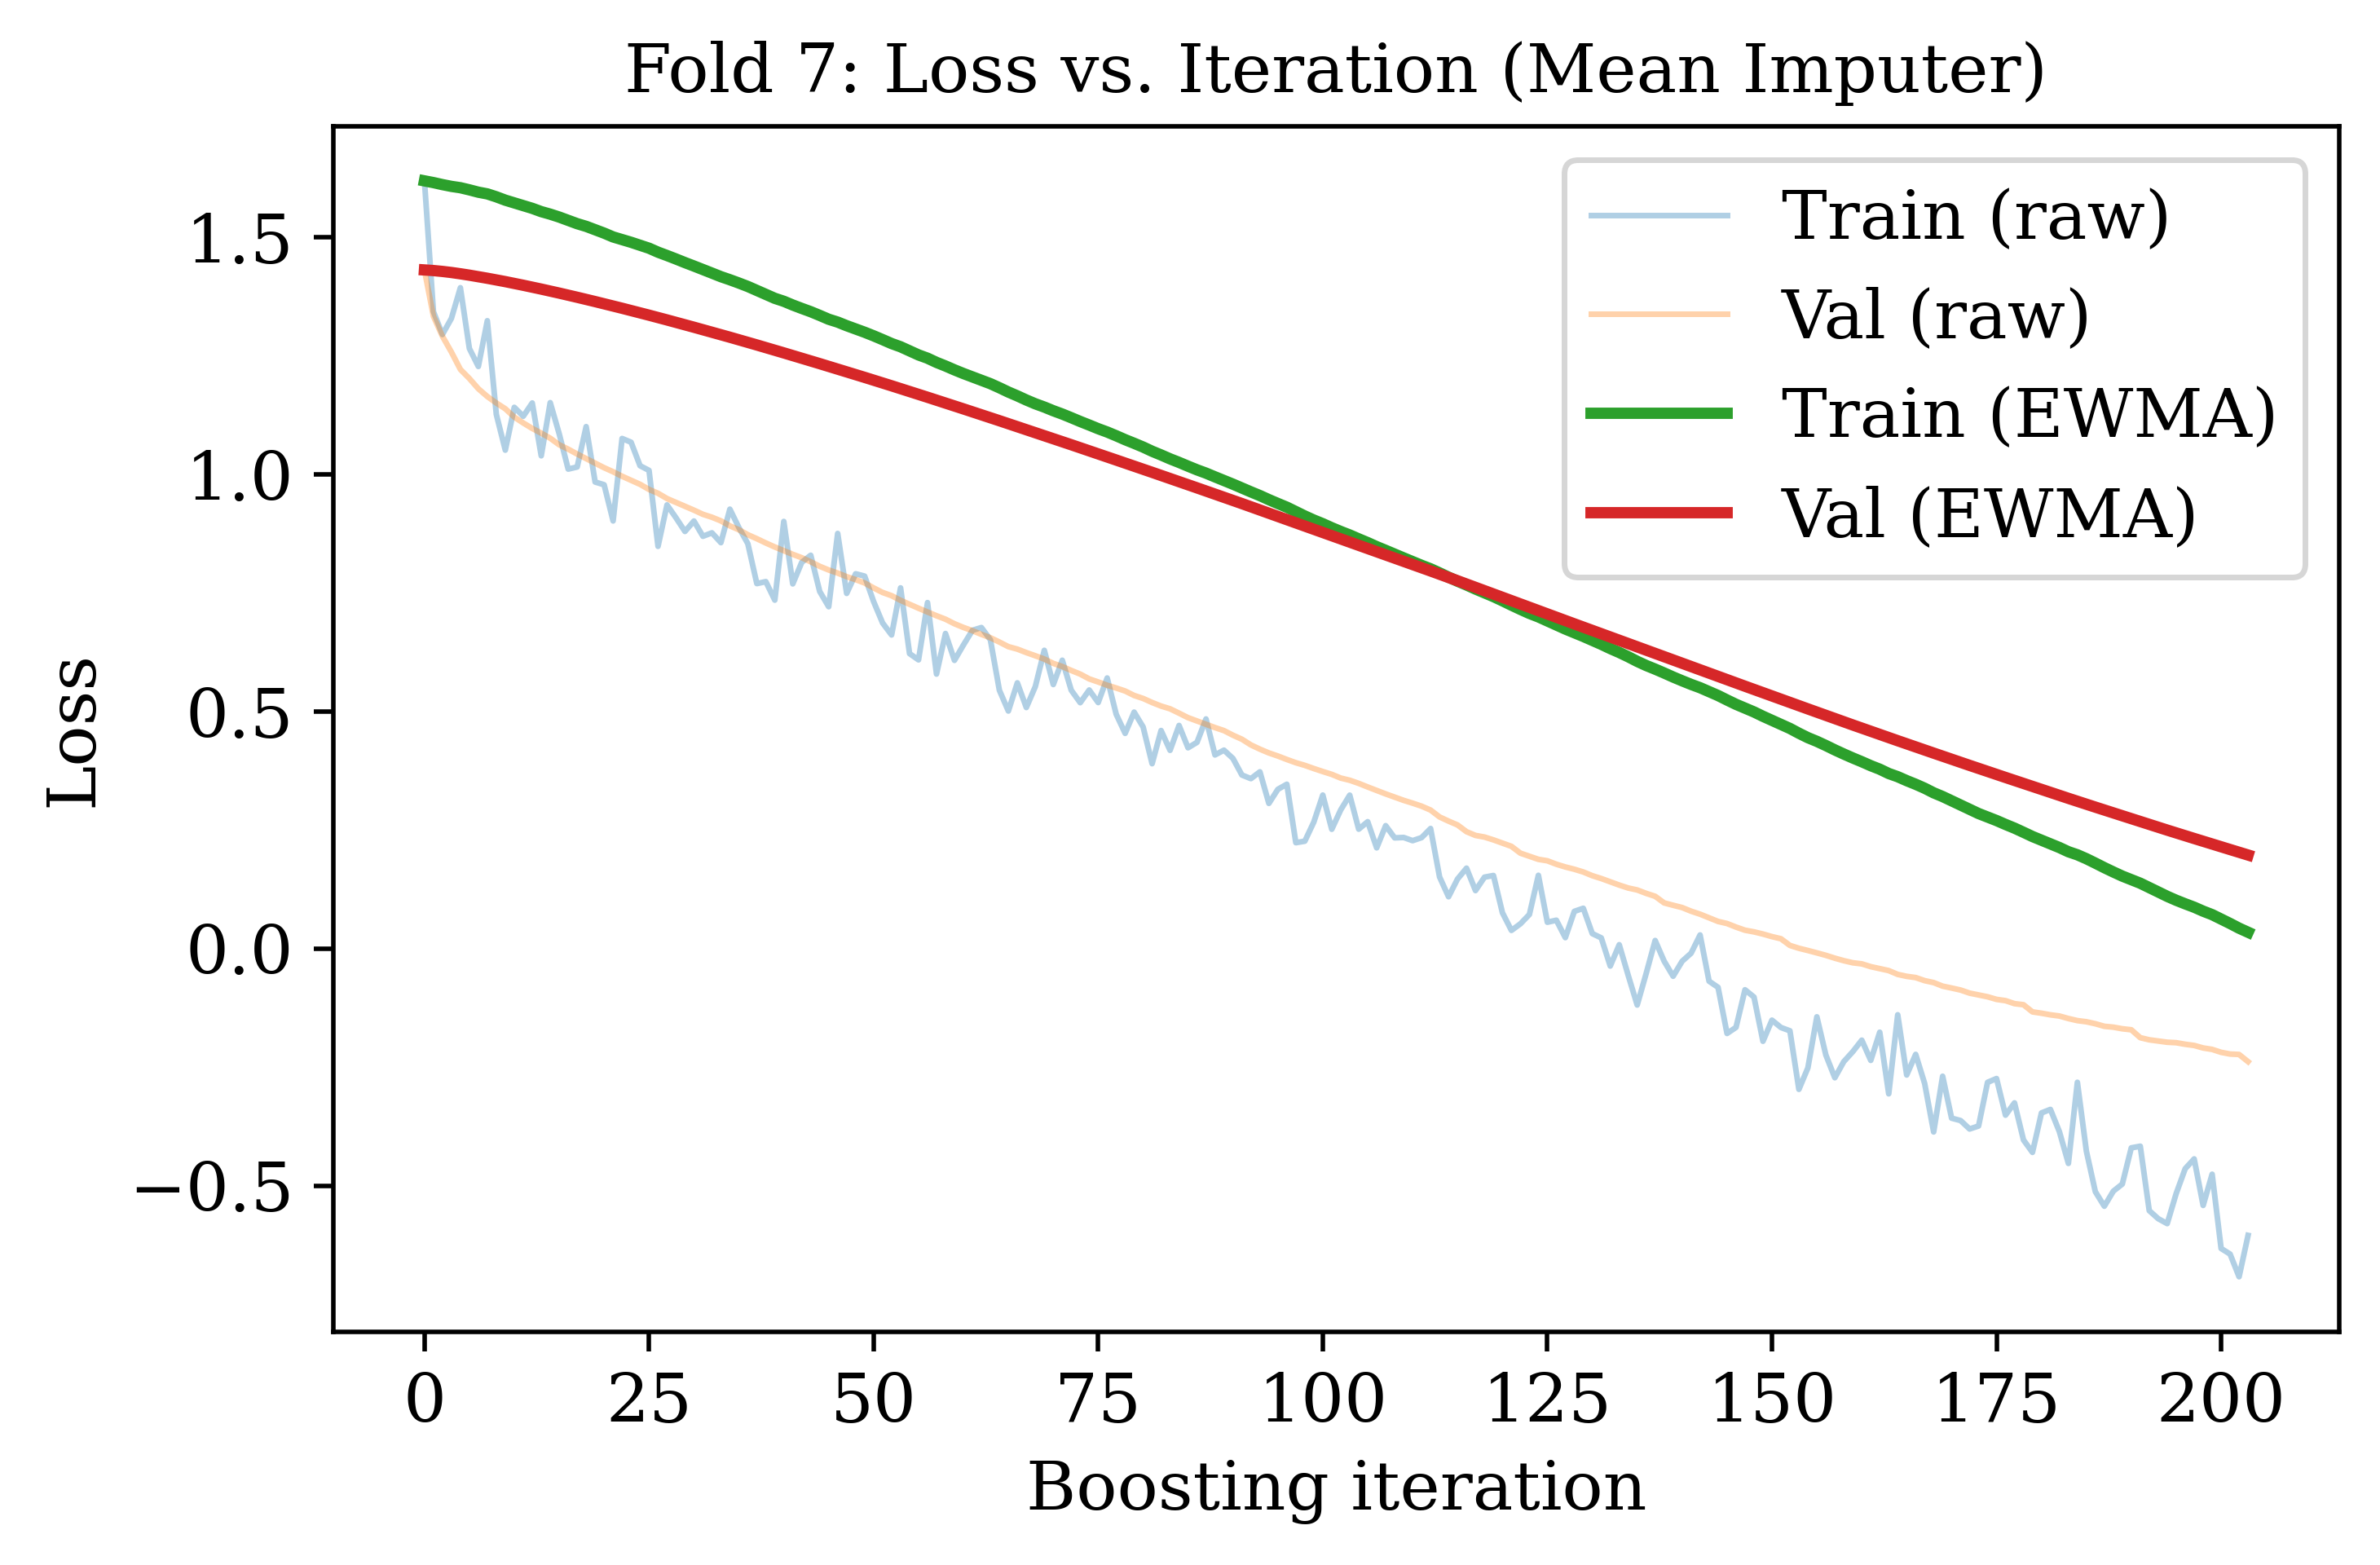 Fold 7: Loss vs. Iteration (Mean Imputer)
Train (raw)
Val (raw)
Train (EWMA)
Val (EWMA)
Loss
1.5
1.0
0.5
0.0
−0.5
0 25 50 75 100 125 150 175 200
Boosting iteration